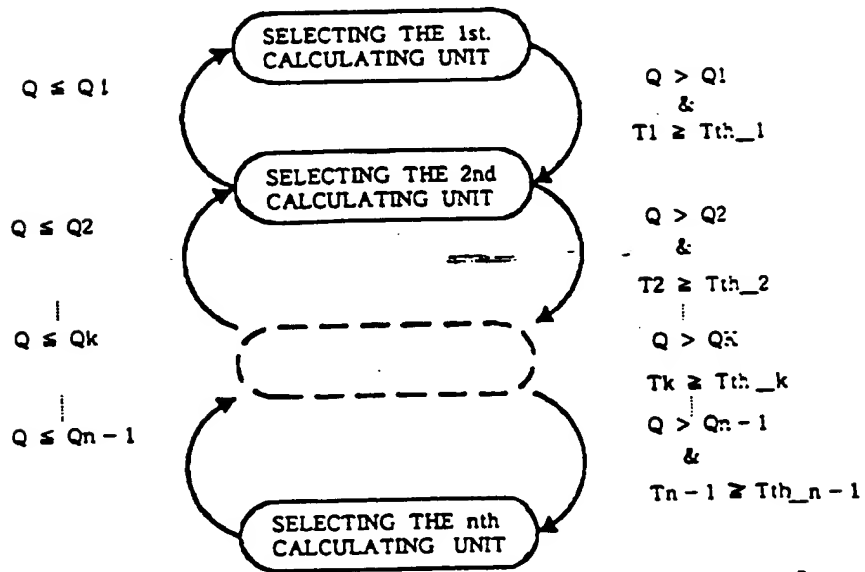 SELECTING THE 1st.
CALCULATING UNIT
Q ≦ Q1
Q > Q1
&
T1 ≧ Tth_1
SELECTING THE 2nd
CALCULATING UNIT
Q ≦ Q2
Q > Q2
&
T2 ≧ Tth_2
Q ≦ Qk
Q > QK
Tk ≧ Tth_k
Q ≦ Qn-1
Q > Qn-1
&
Tn-1 ≧ Tth_n-1
SELECTING THE nth
CALCULATING UNIT